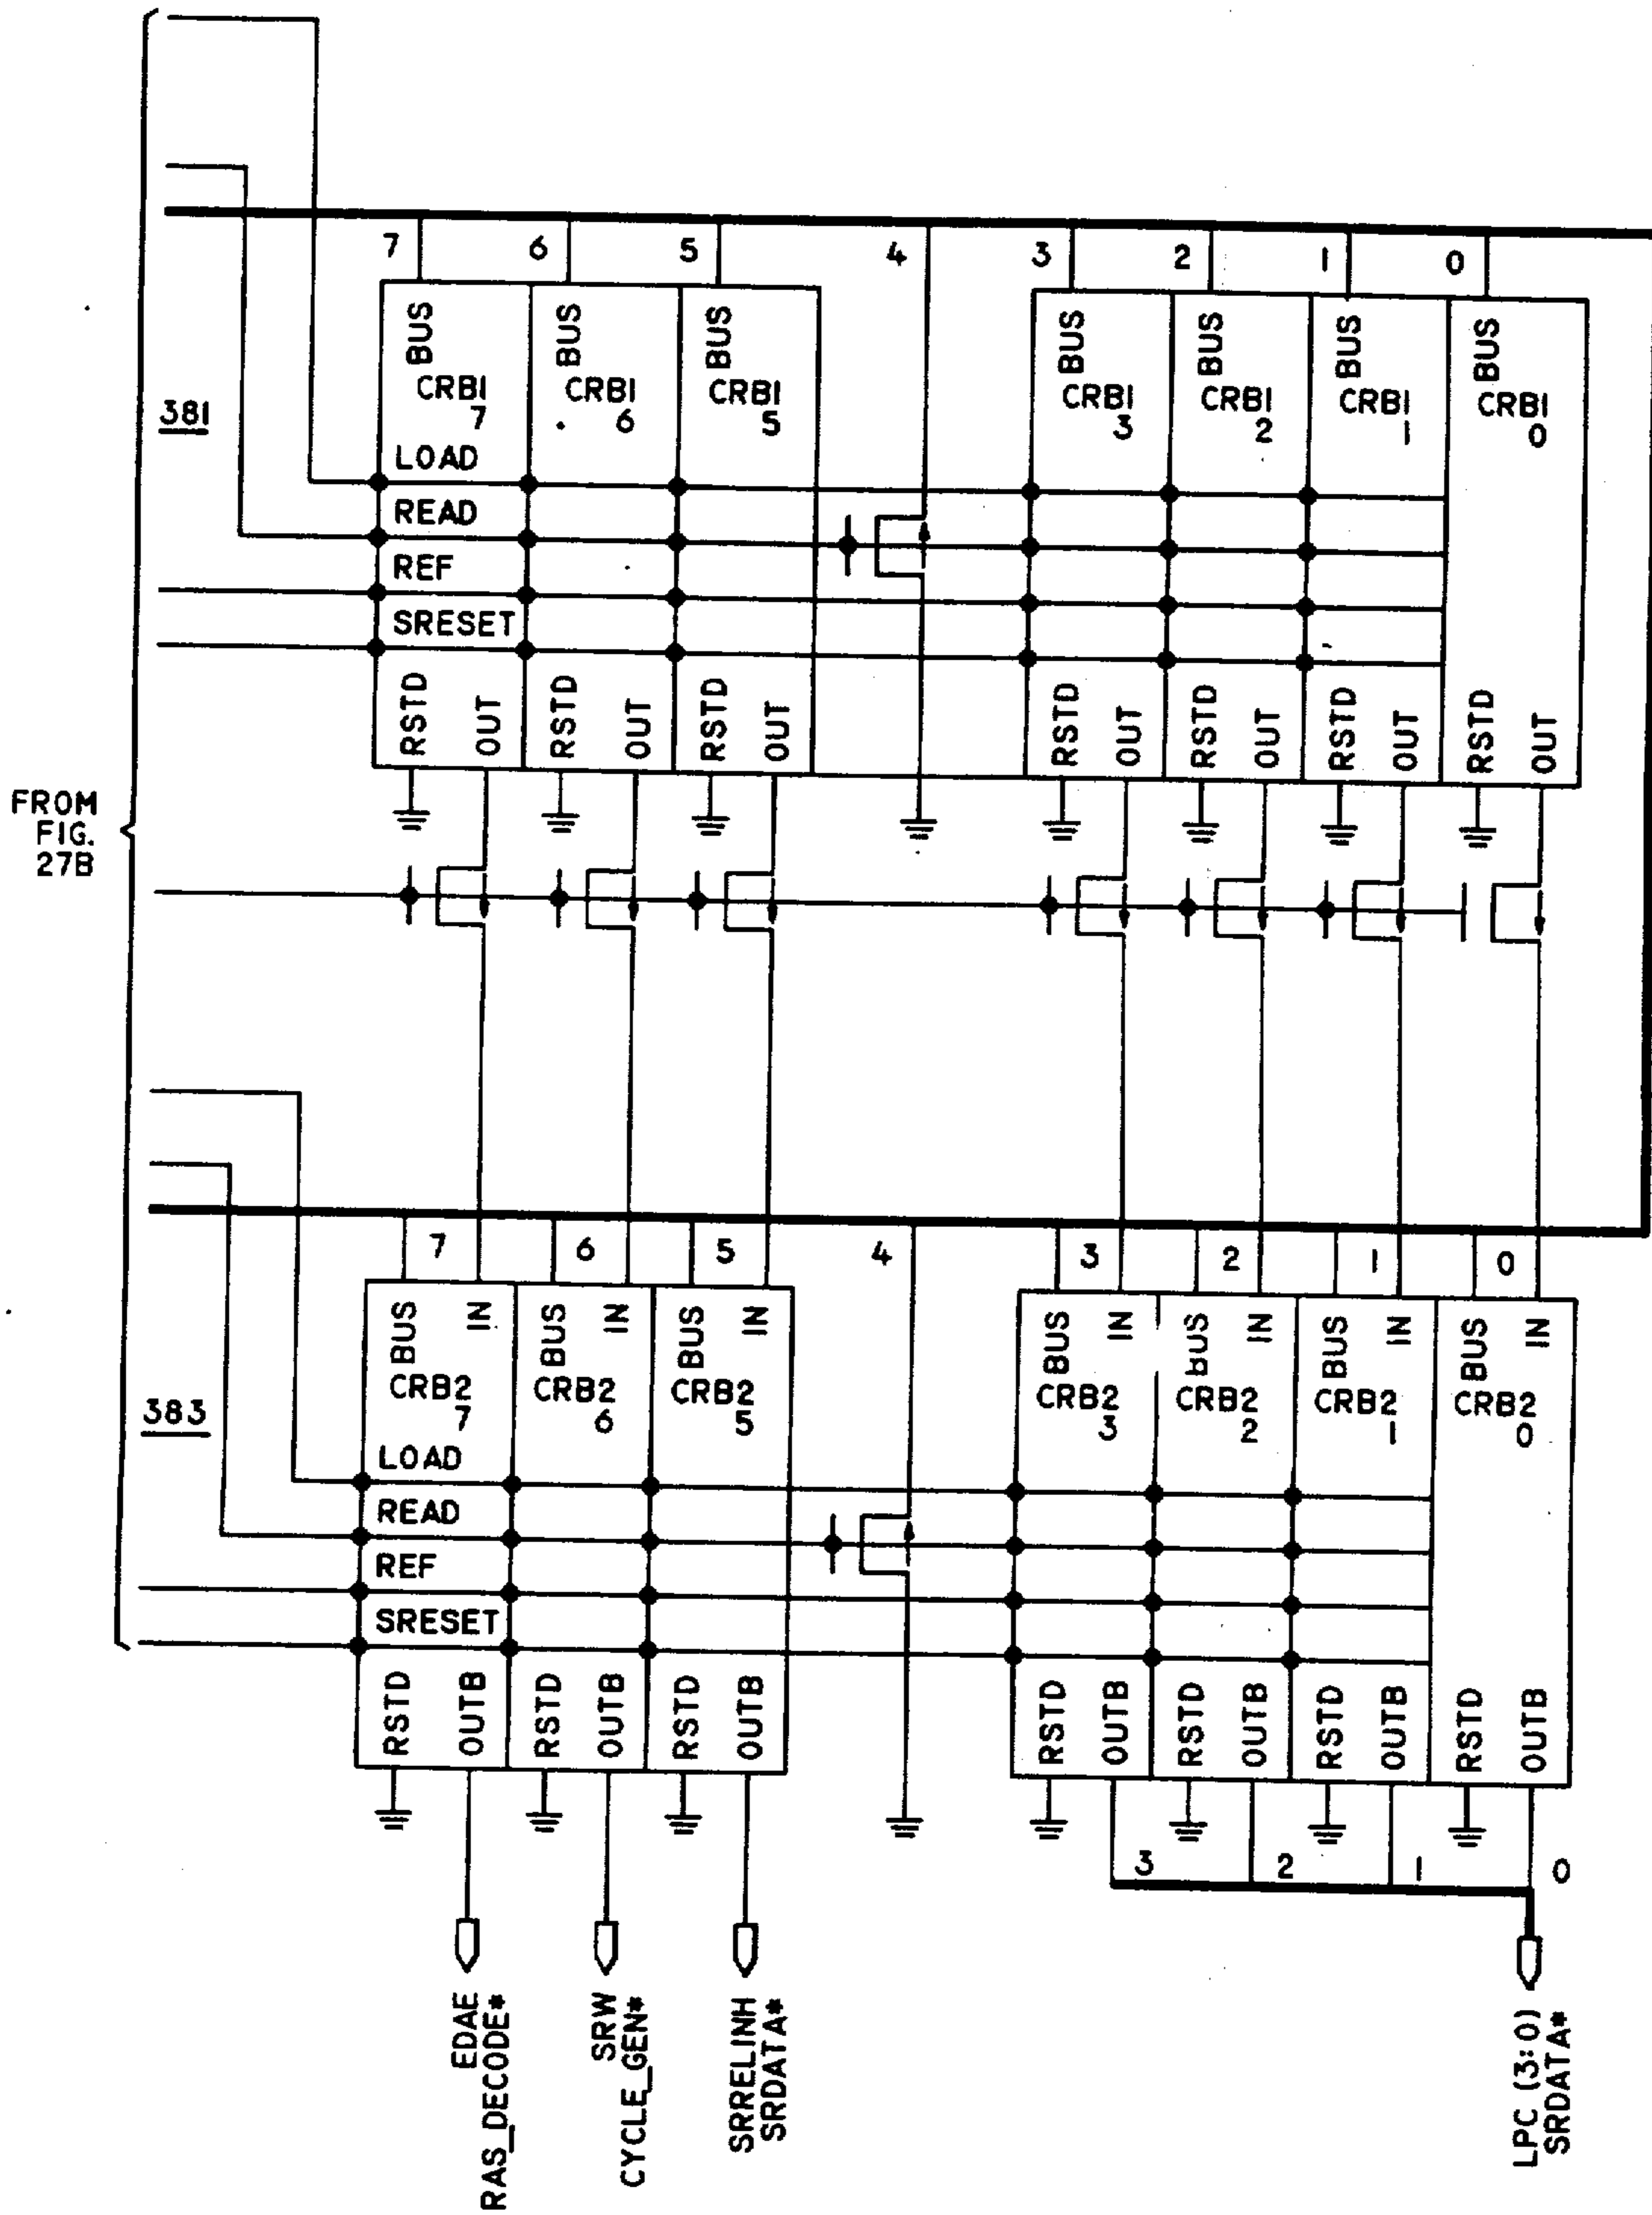 7 6 5 4 3 2 1 0
BUS BUS BUS BUS BUS BUS BUS
CRB1 7 CRB1 6 CRB1 5 CRB1 3 CRB1 2 CRB1 1 CRB1 0
381
LOAD
READ
REF
SRESET
RSTD OUT RSTD OUT RSTD OUT RSTD OUT RSTD OUT RSTD OUT RSTD OUT
FROM
FIG.
27B
7 6 5 4 3 2 1 0
BUS IN BUS IN BUS IN BUS IN BUS IN BUS IN BUS IN
CRB2 7 CRB2 6 CRB2 5 CRB2 3 CRB2 2 CRB2 1 CRB2 0
383
LOAD
READ
REF
SRESET
RSTD OUTB RSTD OUTB RSTD OUTB RSTD OUTB RSTD OUTB RSTD OUTB RSTD OUTB
3 2 1 0
EDAE
RAS_DECODE*
SRW
CYCLE_GEN*
SRRELINH
SRDATA*
LPC (3:0)
SRDATA*